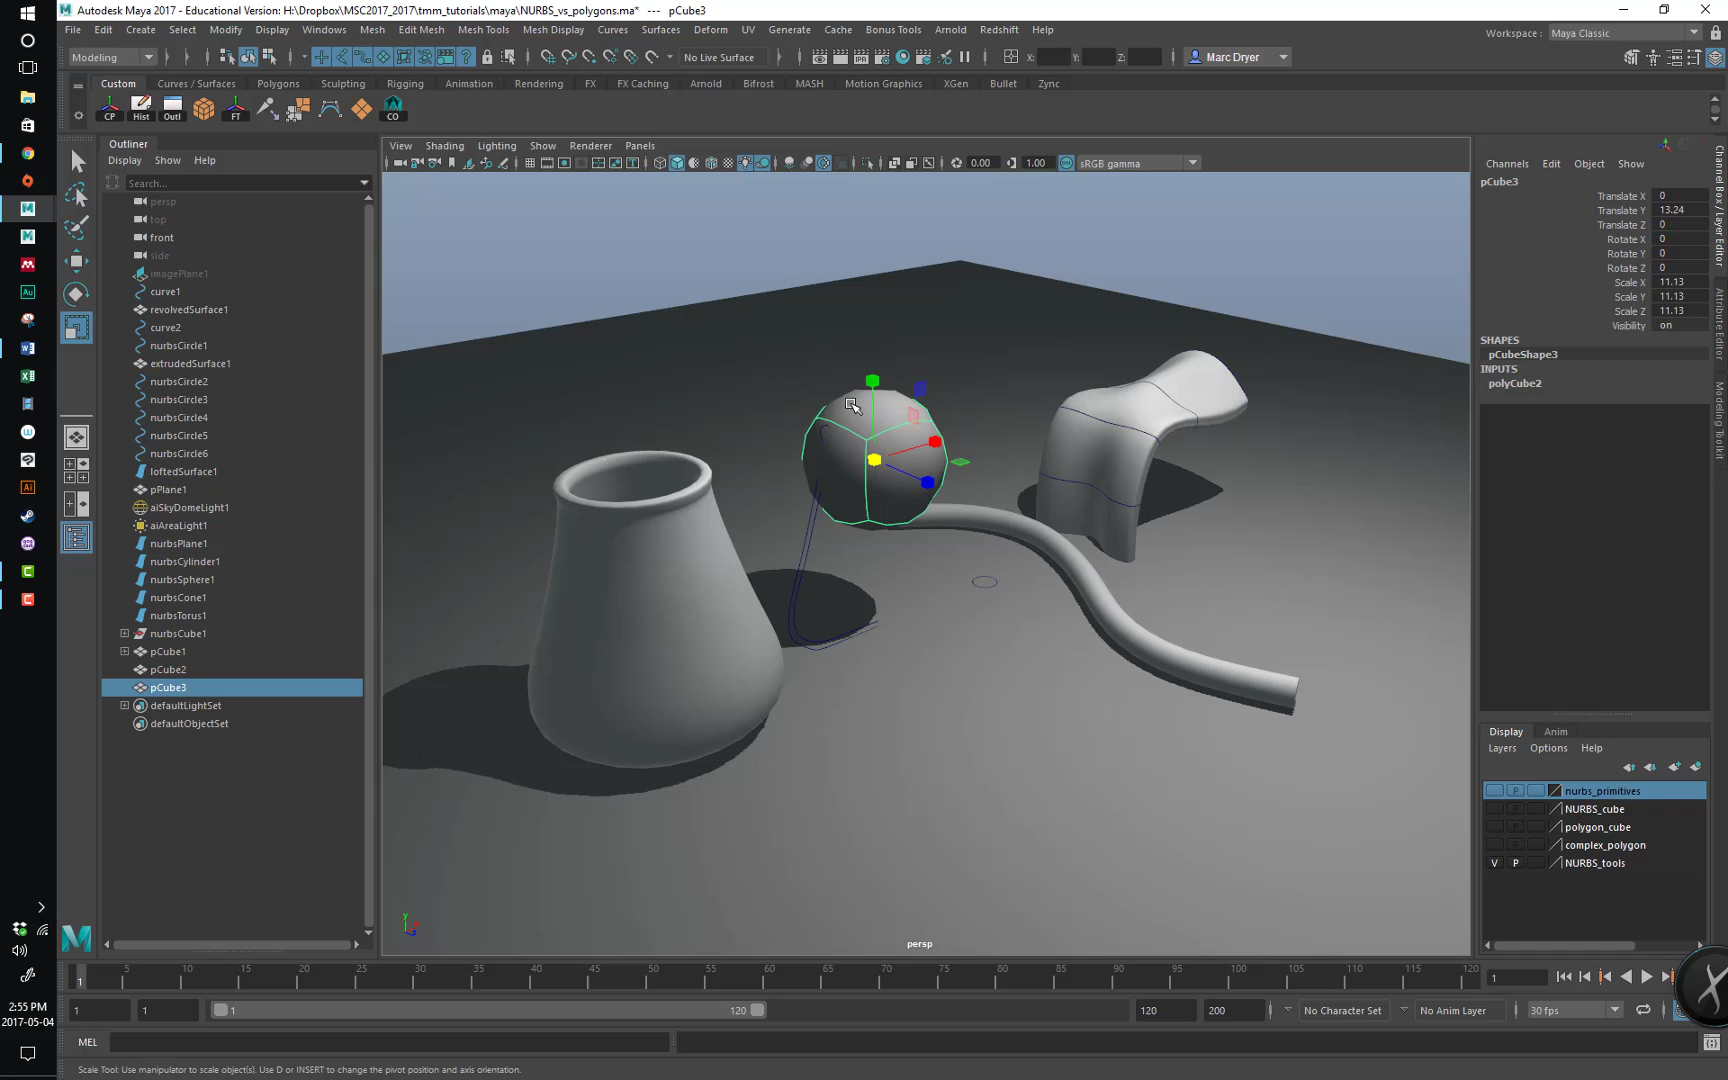 Autodesk Maya 2017 - Educational Version: H:\Dropbox\MSC2017_2017\tmm_tutorials\maya\NURBS_vs_polygons.ma* --- pCube3
File Edit Create Select Modify Display Windows Mesh Edit Mesh Mesh Tools Mesh Display Curves Surfaces Deform UV Generate Cache Bonus Tools Arnold Redshift Help
Workspace: Maya Classic
Modeling No Live Surface X: Y: Z: Marc Dryer
Custom Curves / Surfaces Polygons Sculpting Rigging Animation Rendering FX FX Caching Arnold Bifrost MASH Motion Graphics XGen Bullet Zync
CP Hist Outl FT CO
Outliner
Display Show Help
Search...
persp
top
front
side
imagePlane1
curve1
revolvedSurface1
curve2
nurbsCircle1
extrudedSurface1
nurbsCircle2
nurbsCircle3
nurbsCircle4
nurbsCircle5
nurbsCircle6
loftedSurface1
pPlane1
aiSkyDomeLight1
aiAreaLight1
nurbsPlane1
nurbsCylinder1
nurbsSphere1
nurbsCone1
nurbsTorus1
nurbsCube1
pCube1
pCube2
pCube3
defaultLightSet
defaultObjectSet
View Shading Lighting Show Renderer Panels
0.00 1.00 sRGB gamma
persp
Channels Edit Object Show
pCube3
Translate X 0
Translate Y 13.24
Translate Z 0
Rotate X 0
Rotate Y 0
Rotate Z 0
Scale X 11.13
Scale Y 11.13
Scale Z 11.13
Visibility on
SHAPES
pCubeShape3
INPUTS
polyCube2
Channel Box / Layer Editor
Attribute Editor
Modeling Toolkit
Display Anim
Layers Options Help
P nurbs_primitives
P NURBS_cube
P polygon_cube
P complex_polygon
V P NURBS_tools
1 5 10 15 20 25 30 35 40 45 50 55 60 65 70 75 80 85 90 95 100 105 110 115 120 1
1 1 1 120 120 200 No Character Set No Anim Layer 30 fps
MEL
Scale Tool: Use manipulator to scale object(s). Use D or INSERT to change the pivot position and axis orientation.
2:55 PM
2017-05-04